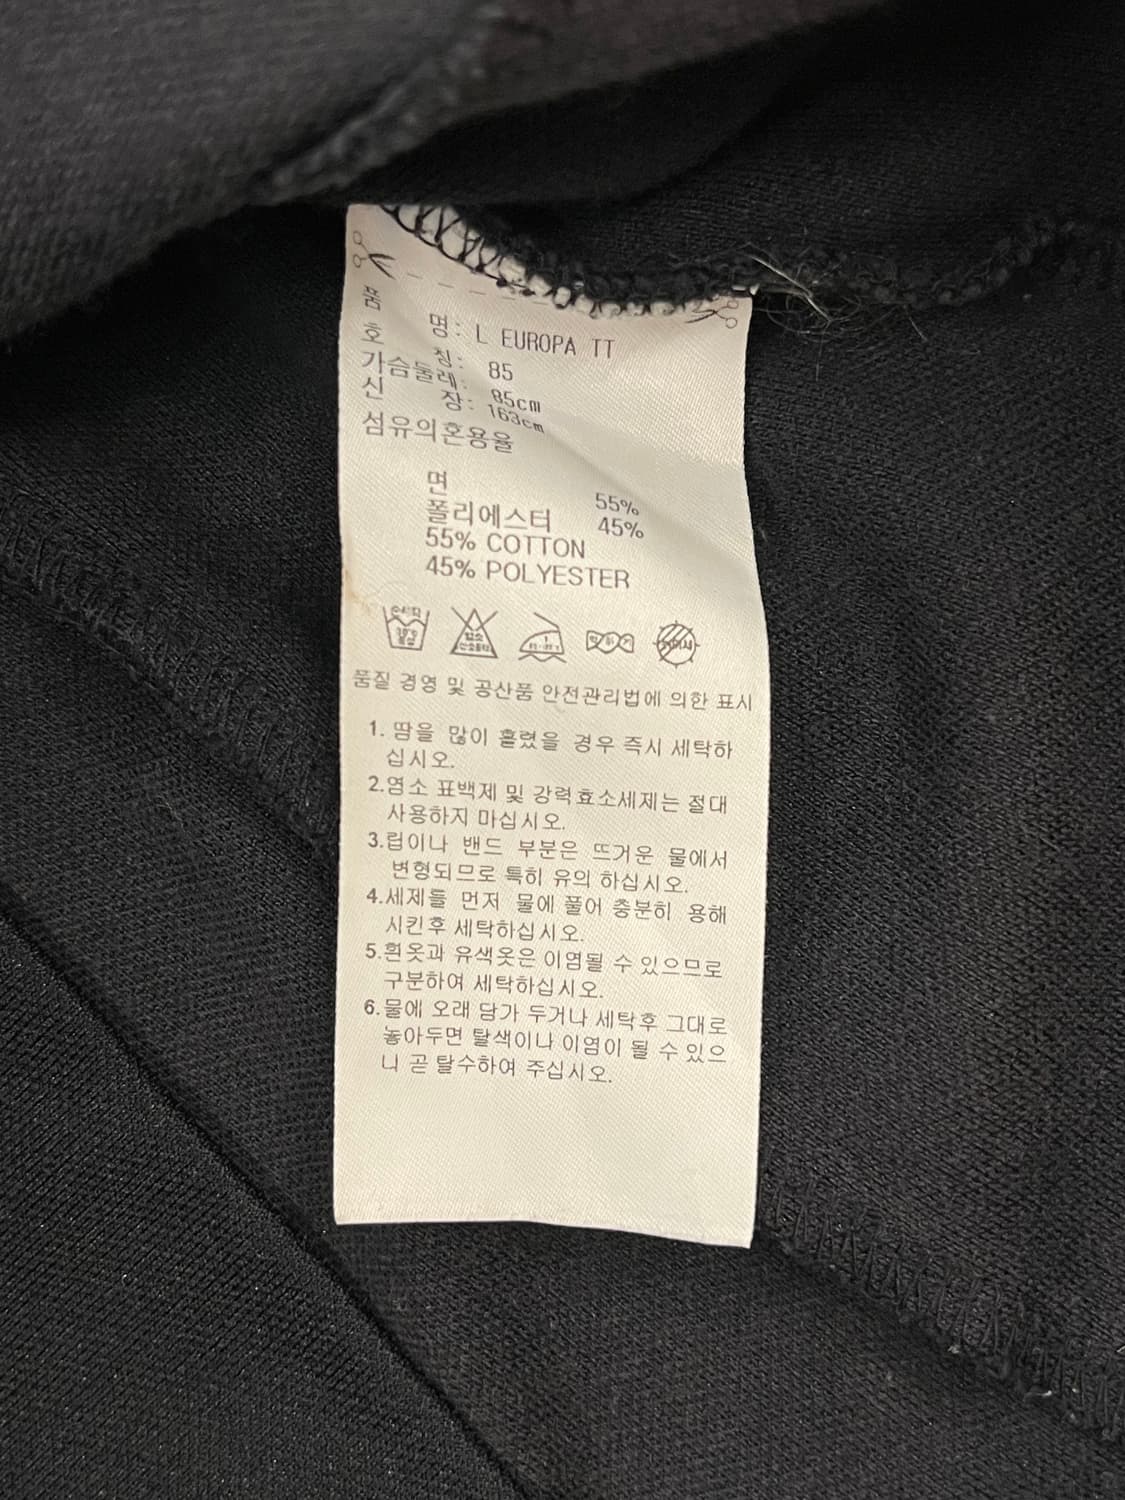 품 명: L EUROPA TT
호 칭: 85
가슴둘레: 85cm
신 장: 163cm
섬유의혼용율
면 55%
폴리에스터 45%
55% COTTON
45% POLYESTER
품질 경영 및 공산품 안전관리법에 의한 표시
1. 땀을 많이 흘렸을 경우 즉시 세탁하
십시오.
2.염소 표백제 및 강력효소세제는 절대
사용하지 마십시오.
3.립이나 밴드 부분은 뜨거운 물에서
변형되므로 특히 유의 하십시오.
4.세제들 먼저 물에 풀어 충분히 용해
시킨후 세탁하십시오.
5.흰옷과 유색옷은 이염될 수 있으므로
구분하여 세탁하십시오.
6.물에 오래 담가 두거나 세탁후 그대로
놓아두면 탈색이나 이염이 될 수 있으
니 곧 탈수하여 주십시오.